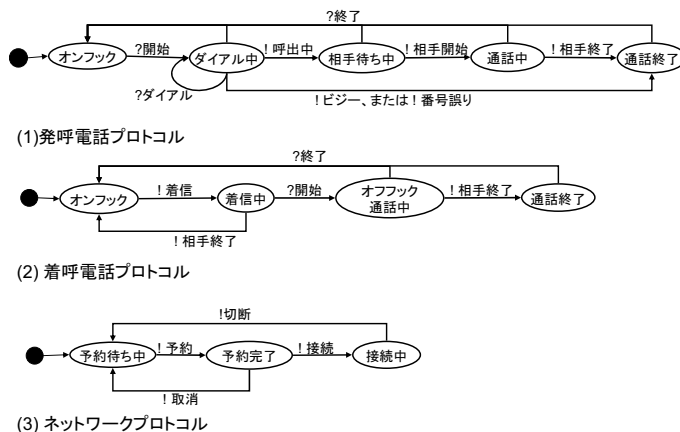 ?終了
オンフック
?開始
ダイアル中
!呼出中
相手待ち中
!相手開始
通話中
!相手終了
通話終了
?ダイアル
!ビジー、または!番号誤り
(1)発呼電話プロトコル
?終了
オンフック
!着信
着信中
?開始
オフフック
通話中
!相手終了
通話終了
!相手終了
(2) 着呼電話プロトコル
!切断
予約待ち中
!予約
予約完了
!接続
接続中
!取消
(3) ネットワークプロトコル